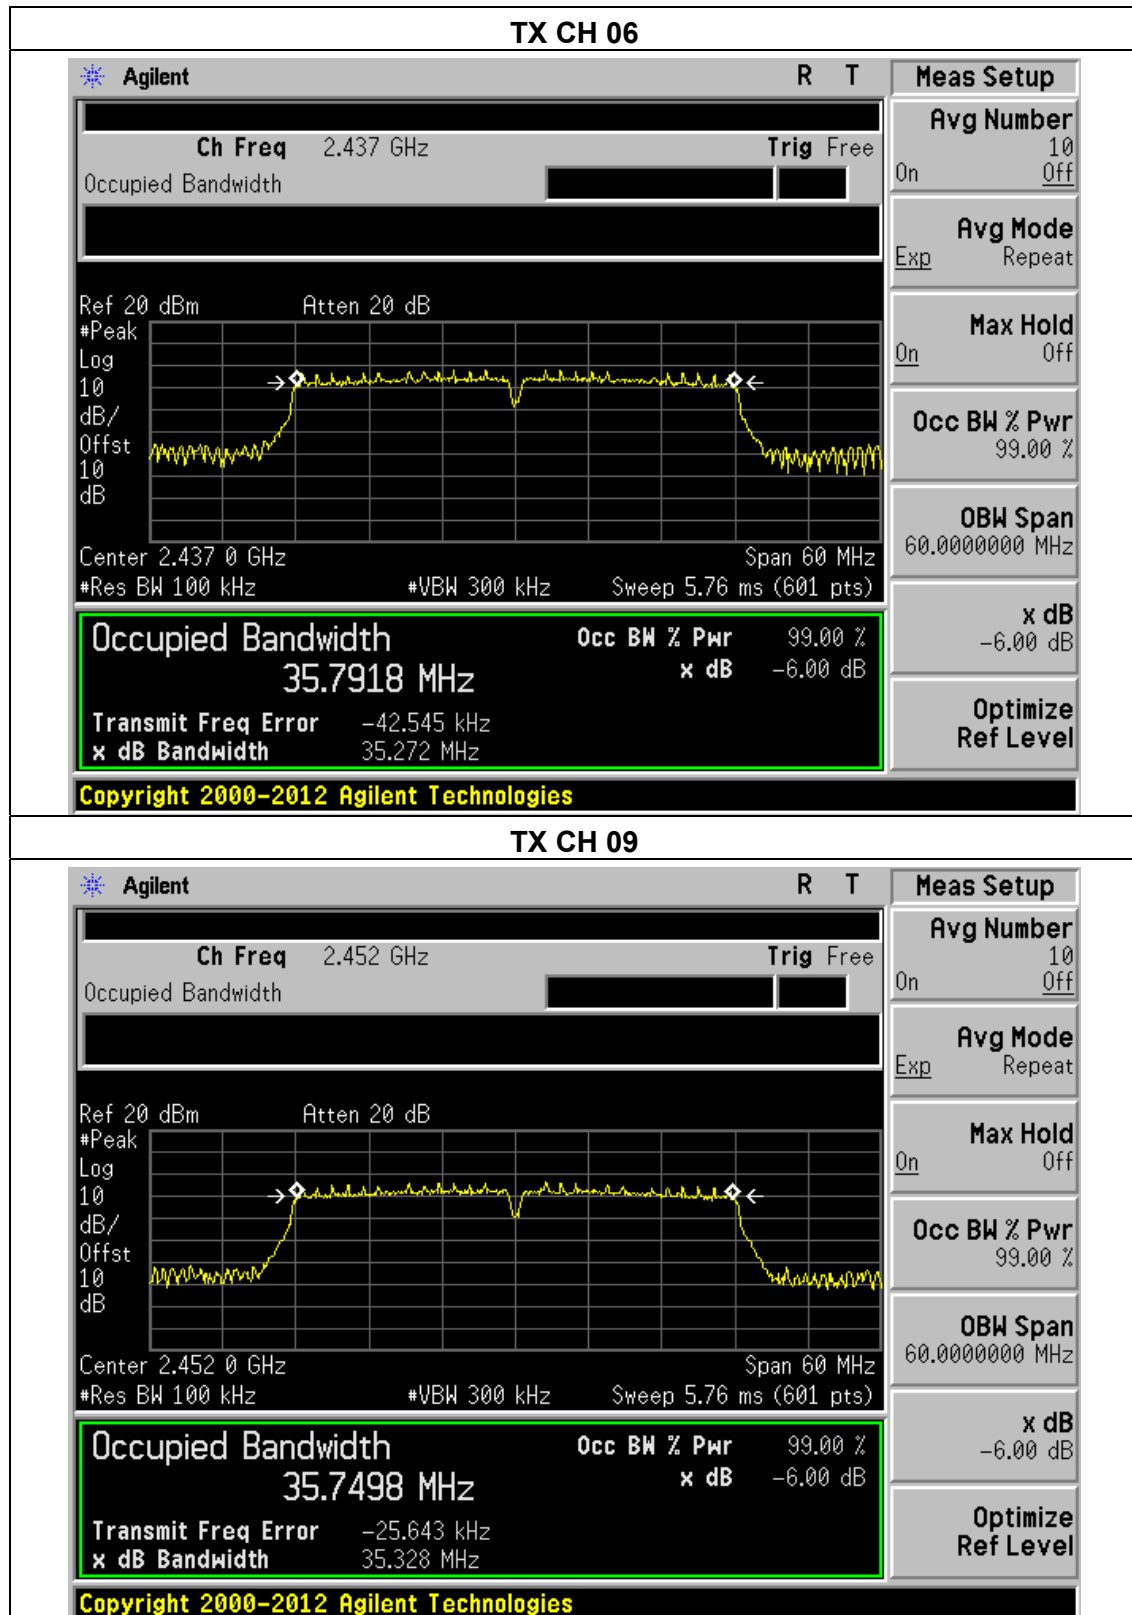 TX CH 06
Agilent R T Meas Setup
Avg Number
10
On Off
Ch Freq 2.437 GHz Trig Free
Occupied Bandwidth
Avg Mode
Exp Repeat
Ref 20 dBm Atten 20 dB
#Peak
Log
10
dB/
Offst
10
dB
Max Hold
On Off
Occ BW % Pwr
99.00 %
OBW Span
60.0000000 MHz
Center 2.437 0 GHz Span 60 MHz
#Res BW 100 kHz #VBW 300 kHz Sweep 5.76 ms (601 pts)
Occupied Bandwidth Occ BW % Pwr 99.00 %
35.7918 MHz x dB -6.00 dB
Transmit Freq Error -42.545 kHz
x dB Bandwidth 35.272 MHz
x dB
-6.00 dB
Optimize
Ref Level
Copyright 2000-2012 Agilent Technologies
TX CH 09
Agilent R T Meas Setup
Avg Number
10
On Off
Ch Freq 2.452 GHz Trig Free
Occupied Bandwidth
Avg Mode
Exp Repeat
Ref 20 dBm Atten 20 dB
#Peak
Log
10
dB/
Offst
10
dB
Max Hold
On Off
Occ BW % Pwr
99.00 %
OBW Span
60.0000000 MHz
Center 2.452 0 GHz Span 60 MHz
#Res BW 100 kHz #VBW 300 kHz Sweep 5.76 ms (601 pts)
Occupied Bandwidth Occ BW % Pwr 99.00 %
35.7498 MHz x dB -6.00 dB
Transmit Freq Error -25.643 kHz
x dB Bandwidth 35.328 MHz
x dB
-6.00 dB
Optimize
Ref Level
Copyright 2000-2012 Agilent Technologies